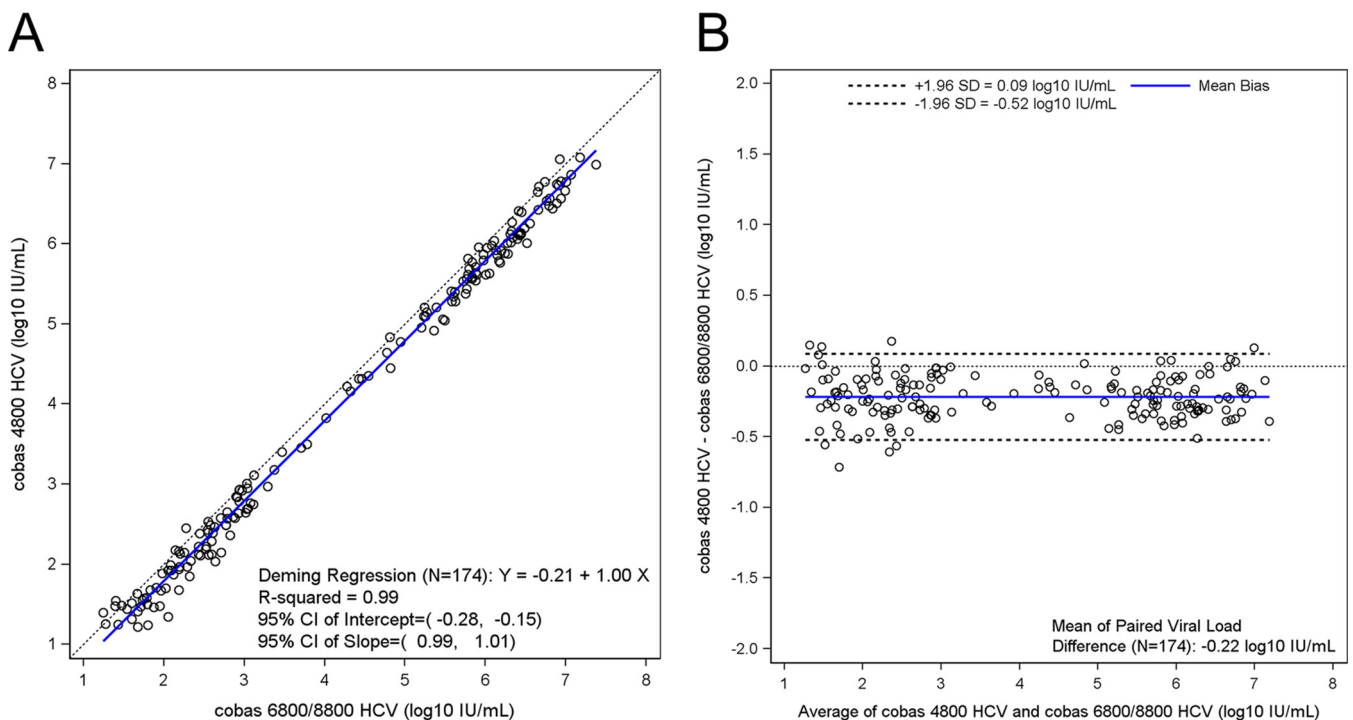 A
8
7
6
5
4
3
2
1
cobas 4800 HCV (log10 IU/mL)
Deming Regression (N=174): Y = -0.21 + 1.00 X
R-squared = 0.99
95% CI of Intercept=( -0.28, -0.15)
95% CI of Slope=( 0.99, 1.01)
1 2 3 4 5 6 7 8
cobas 6800/8800 HCV (log10 IU/mL)
B
2.0
1.5
1.0
0.5
0.0
-0.5
-1.0
-1.5
-2.0
cobas 4800 HCV - cobas 6800/8800 HCV (log10 IU/mL)
+1.96 SD = 0.09 log10 IU/mL Mean Bias
-1.96 SD = -0.52 log10 IU/mL
Mean of Paired Viral Load
Difference (N=174): -0.22 log10 IU/mL
1 2 3 4 5 6 7 8
Average of cobas 4800 HCV and cobas 6800/8800 HCV (log10 IU/mL)